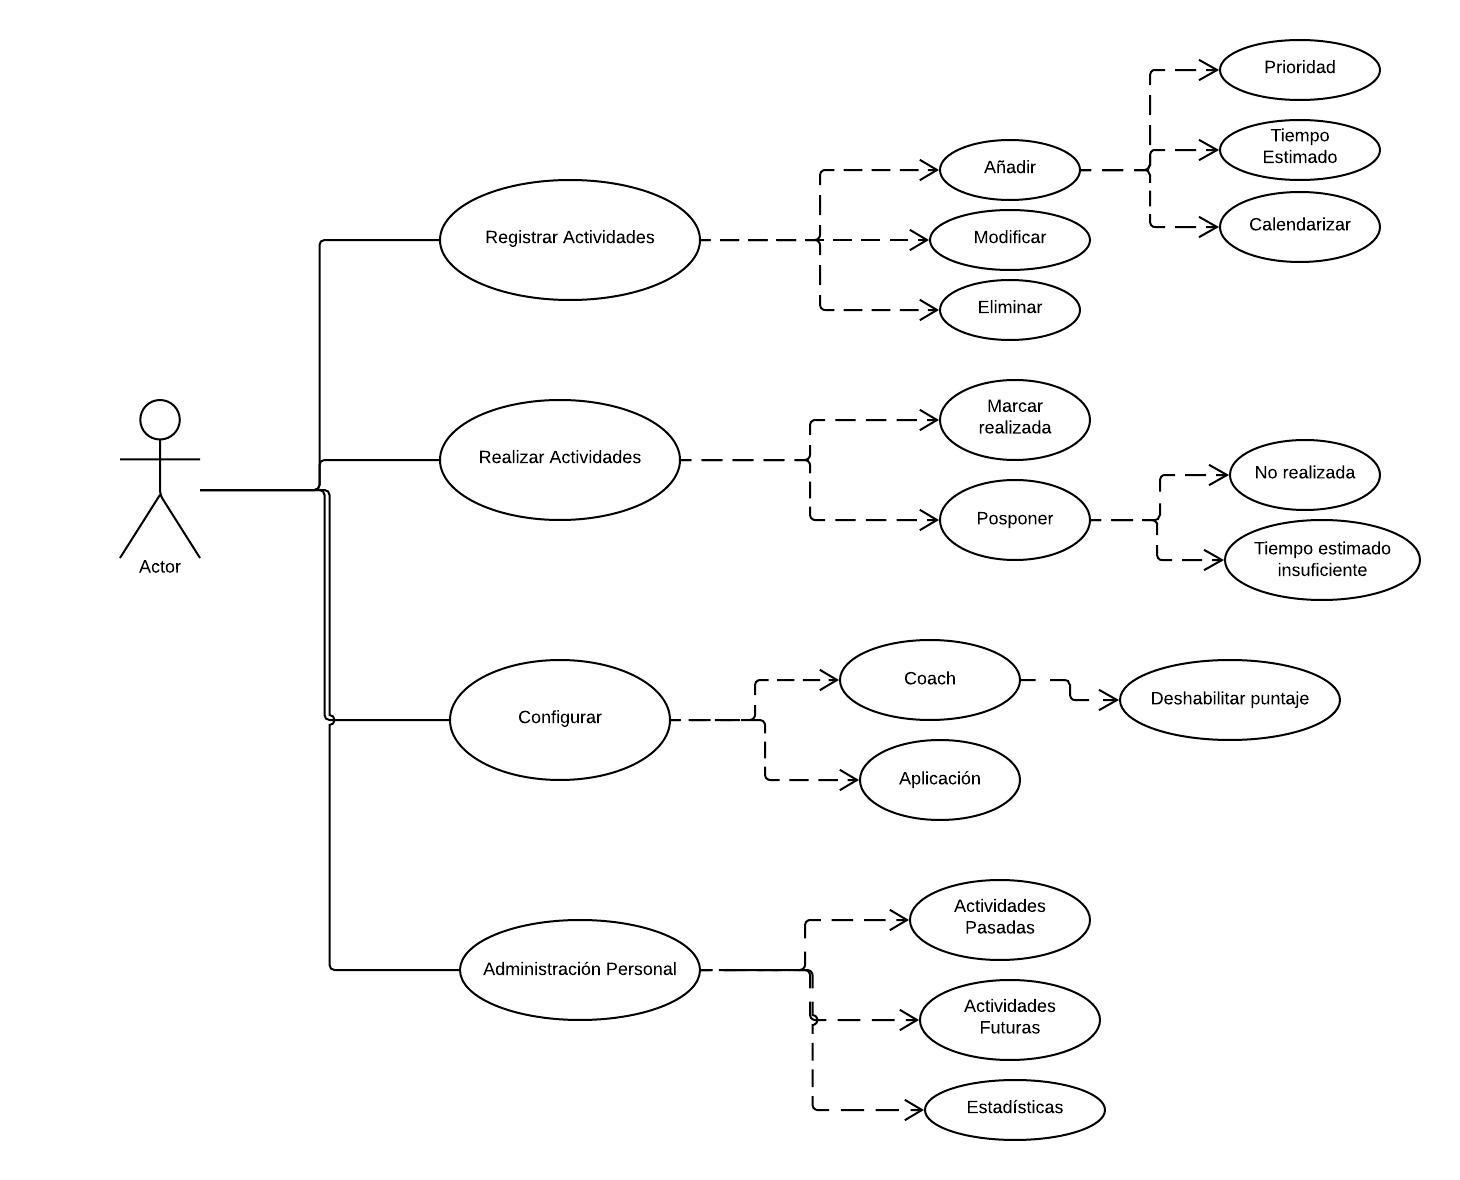 Prioridad
Tiempo
Estimado
Añadir
Calendarizar
Registrar Actividades
Modificar
Eliminar
Marcar
realizada
Realizar Actividades
No realizada
Posponer
Tiempo estimado
insuficiente
Actor
Coach
Deshabilitar puntaje
Configurar
Aplicación
Actividades
Pasadas
Administración Personal
Actividades
Futuras
Estadísticas